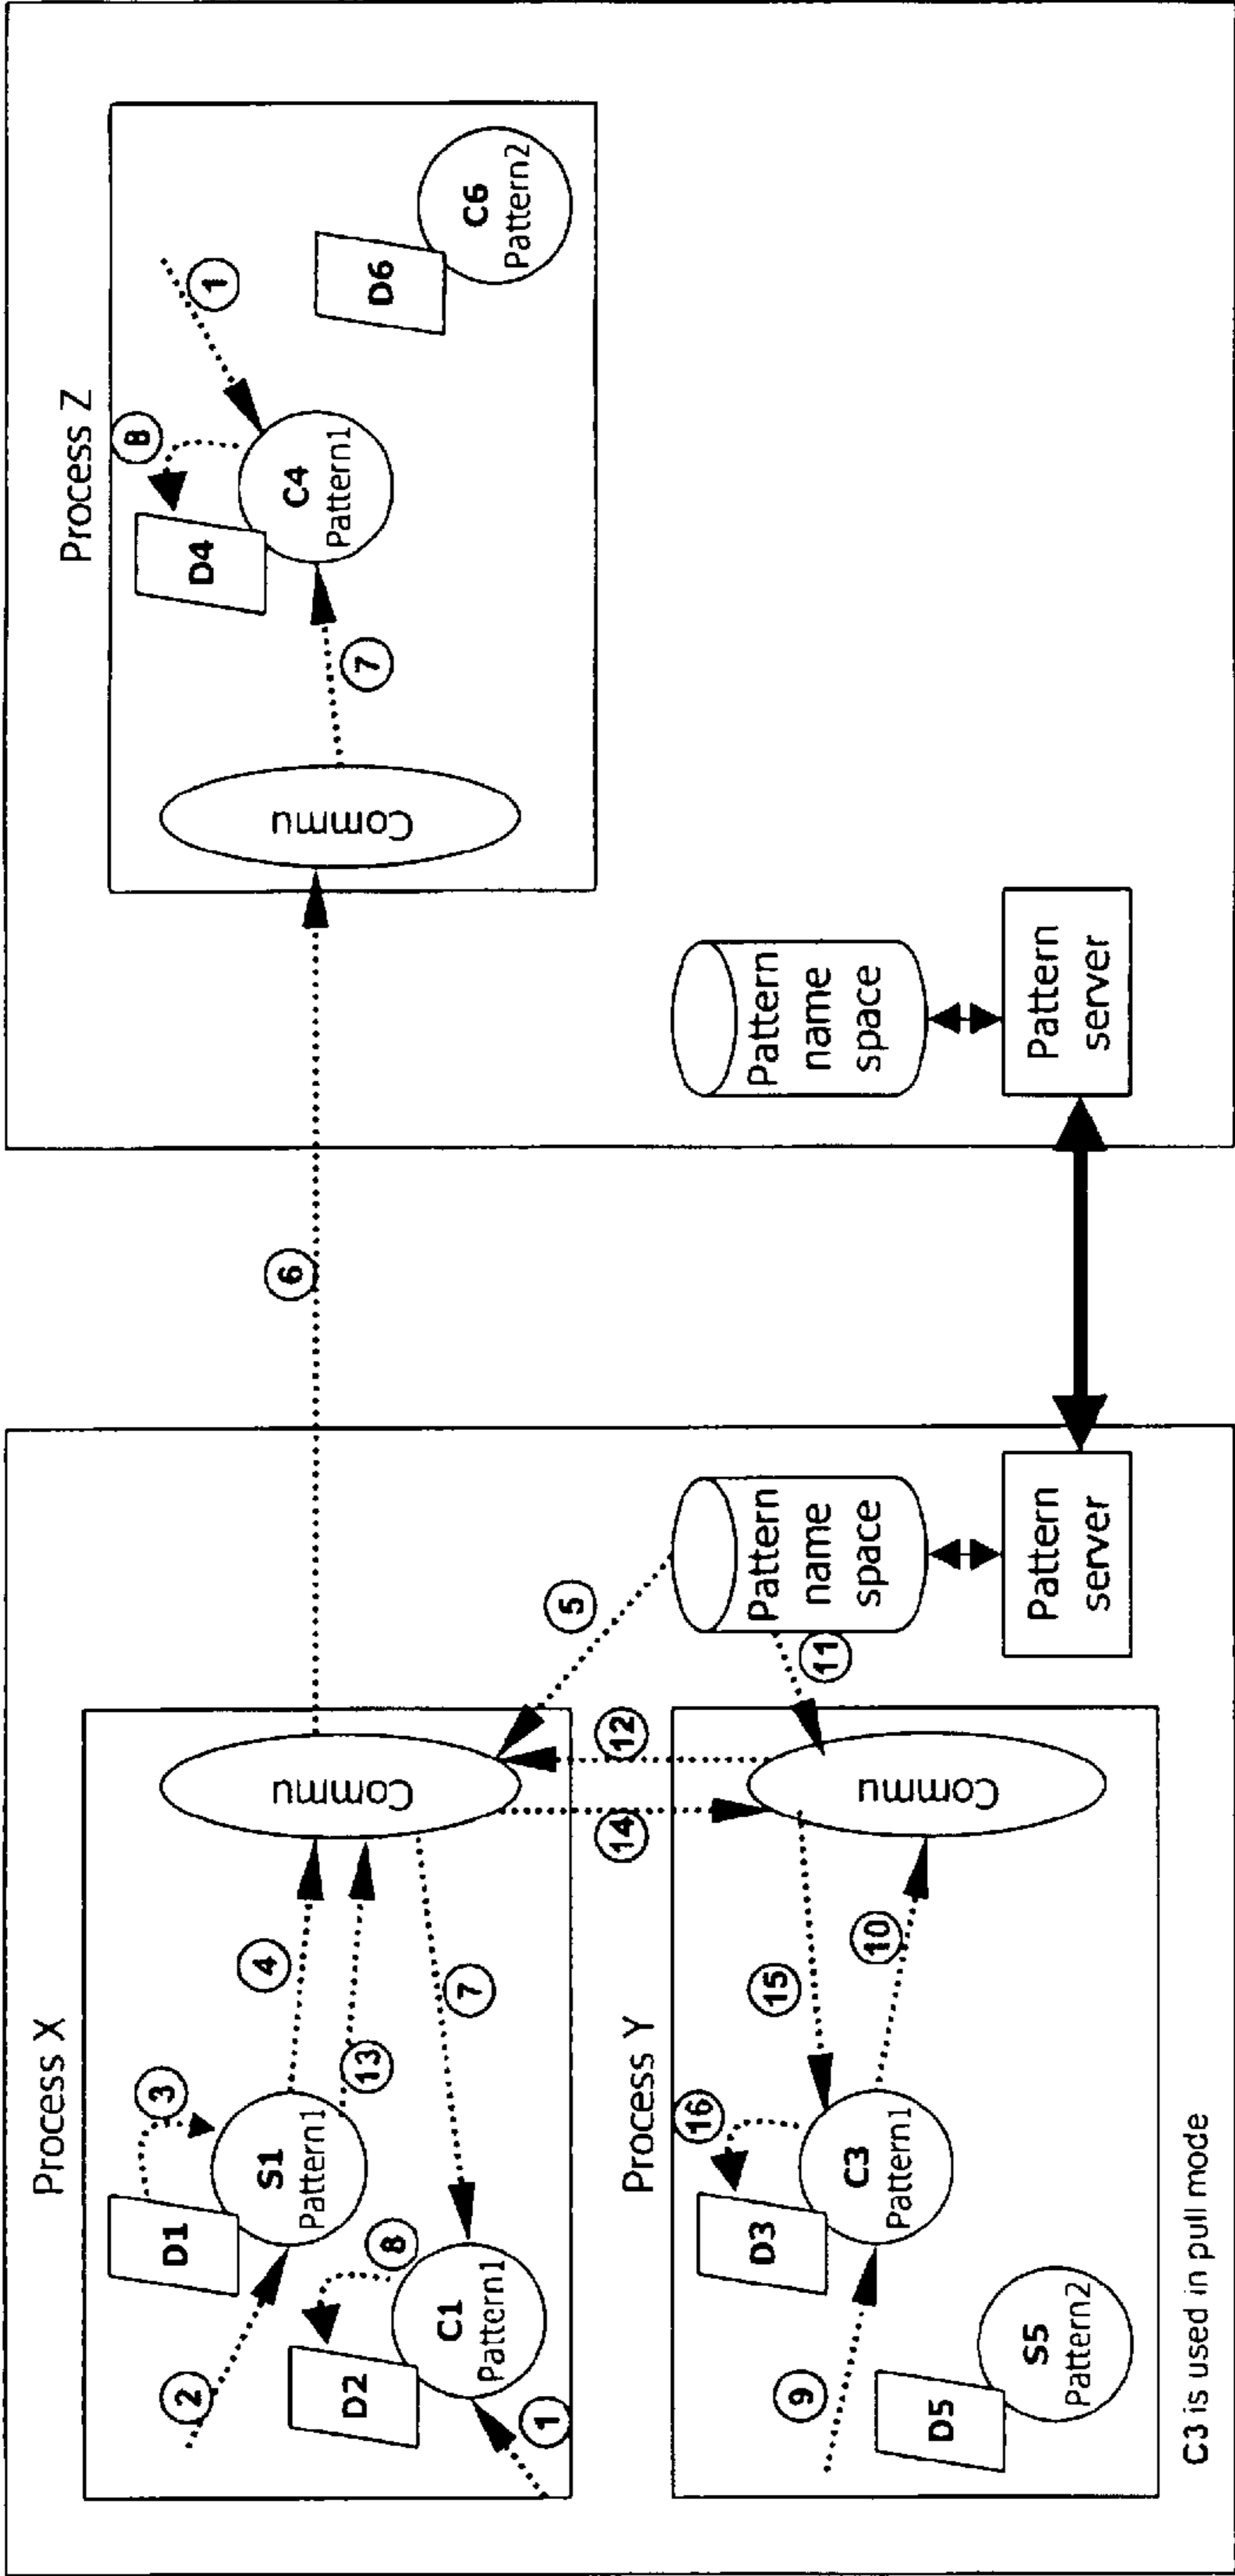 Process X
D1
S1
Pattern1
D2
C1
Pattern1
Commu
1
2
3
4
13
7
8
5
6
12
14
Process Y
D3
C3
Pattern1
D5
S5
Pattern2
Commu
9
10
11
15
16
Pattern
name
space
Pattern
server
C3 is used in pull mode
Process Z
Commu
D4
C4
Pattern1
D6
C6
Pattern2
1
7
8
Pattern
name
space
Pattern
server